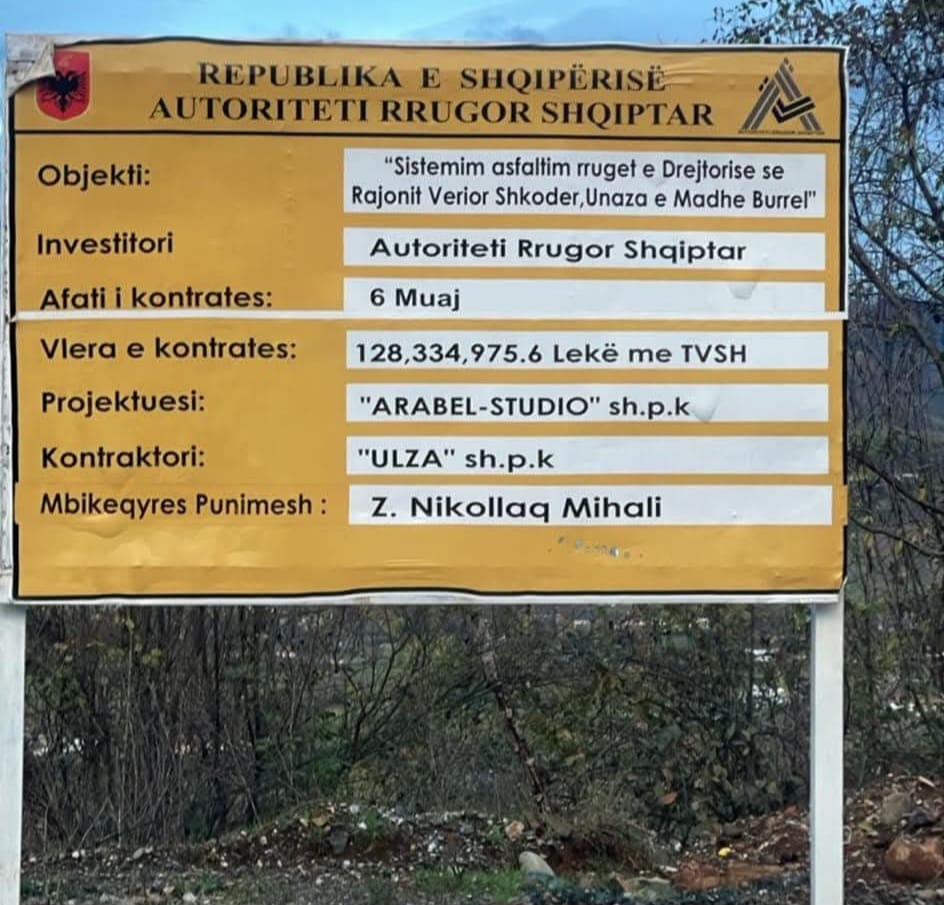 REPUBLIKA E SHQIPËRISË
AUTORITETI RRUGOR SHQIPTAR
Objekti: “Sistemim asfaltim rruget e Drejtorise se
Rajonit Verior Shkoder,Unaza e Madhe Burrel"
Investitori Autoriteti Rrugor Shqiptar
Afati i kontrates: 6 Muaj
Vlera e kontrates: 128,334,975.6 Lekë me TVSH
Projektuesi: "ARABEL-STUDIO" sh.p.k
Kontraktori: "ULZA" sh.p.k
Mbikeqyres Punimesh : Z. Nikollaq Mihali